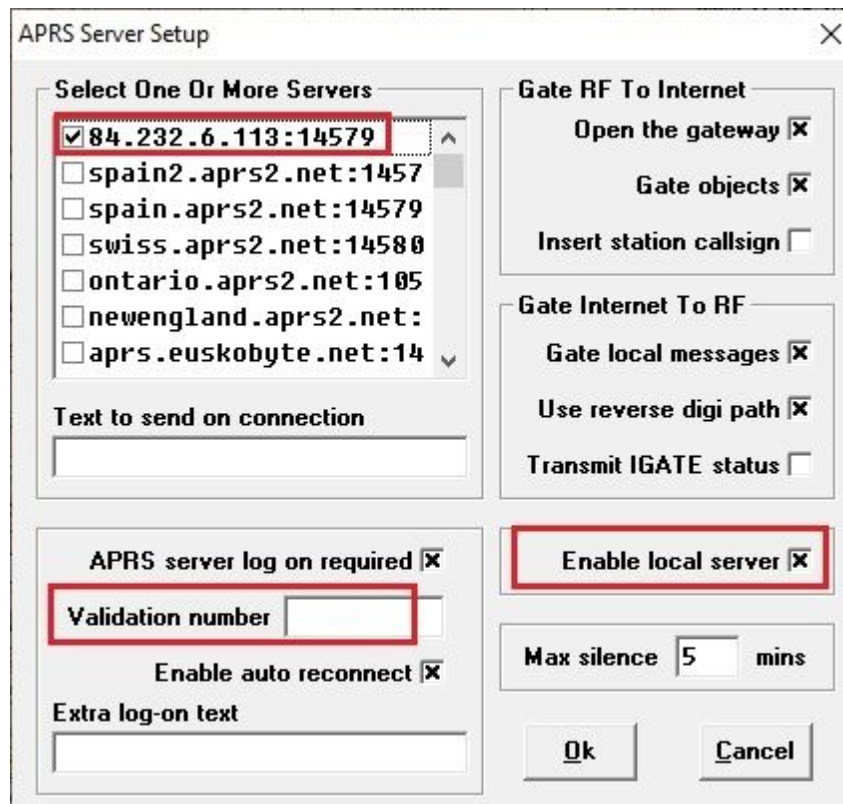 APRS Server Setup
Select One Or More Servers
84.232.6.113:14579
spain2.aprs2.net:1457
spain.aprs2.net:14579
swiss.aprs2.net:14580
ontario.aprs2.net:105
newengland.aprs2.net:
aprs.euskobyte.net:14
Text to send on connection
APRS server log on required
Validation number
Enable auto reconnect
Extra log-on text
Gate RF To Internet
Open the gateway
Gate objects
Insert station callsign
Gate Internet To RF
Gate local messages
Use reverse digi path
Transmit IGATE status
Enable local server
Max silence 5 mins
Ok Cancel